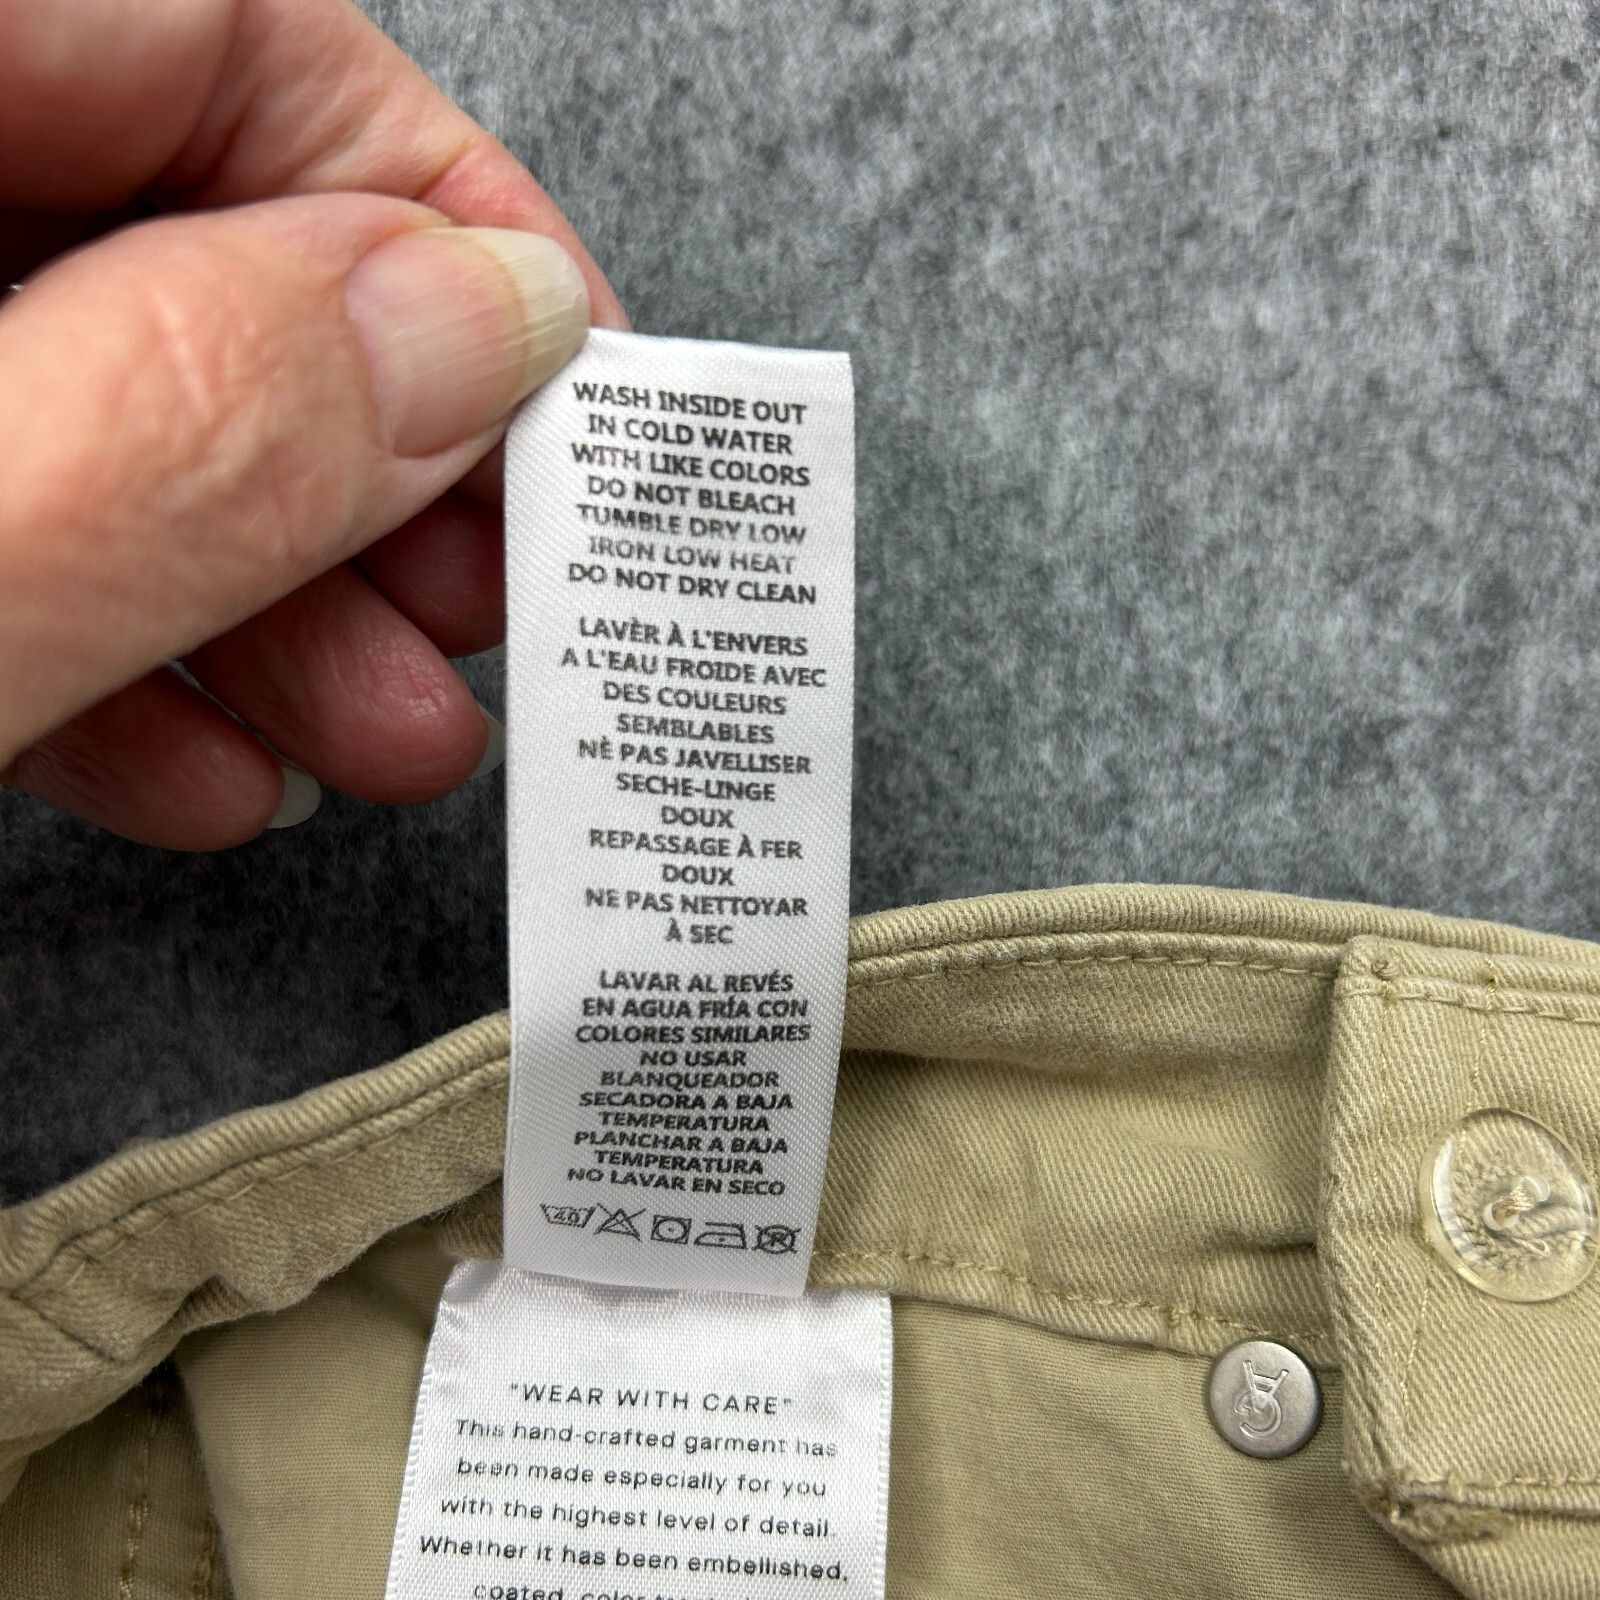 WASH INSIDE OUT
IN COLD WATER
WITH LIKE COLORS
DO NOT BLEACH
TUMBLE DRY LOW
IRON LOW HEAT
DO NOT DRY CLEAN
LAVÈR À L'ENVERS
A L'EAU FROIDE AVEC
DES COULEURS
SEMBLABLES
NÈ PAS JAVELLISER
SECHE-LINGE
DOUX
REPASSAGE À FER
DOUX
NE PAS NETTOYAR
À SEC
LAVAR AL REVÉS
EN AGUA FRÍA CON
COLORES SIMILARES
NO USAR
BLANQUEADOR
SECADORA A BAJA
TEMPERATURA
PLANCHAR A BAJA
TEMPERATURA
NO LAVAR EN SECO
40 P
"WEAR WITH CARE"
This hand-crafted garment has
been made especially for you
with the highest level of detail.
Whether it has been embellished,
coated, color
AG